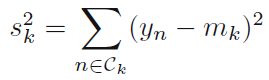 $s_k^2 = \sum_{n \in \mathcal{C}_k} (y_n - m_k)^2$